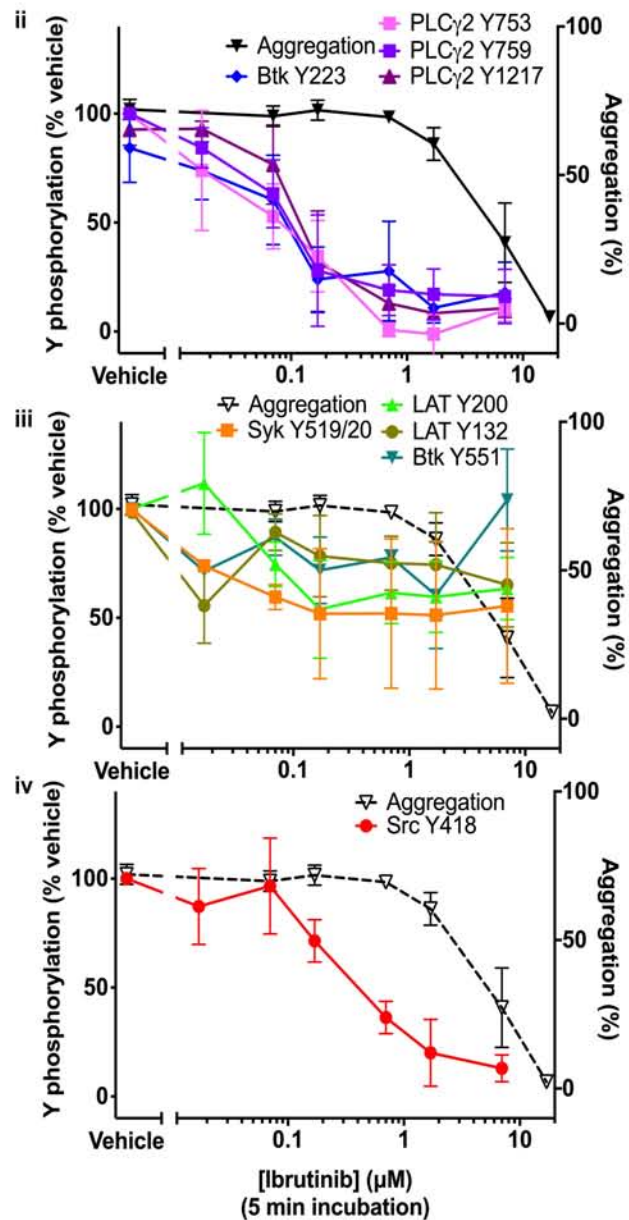 ii
Aggregation
Btk Y223
PLCγ2 Y753
PLCγ2 Y759
PLCγ2 Y1217
Y phosphorylation (% vehicle)
100
50
0
Aggregation (%)
100
50
0
Vehicle
0.1
1
10
iii
Aggregation
Syk Y519/20
LAT Y200
LAT Y132
Btk Y551
Y phosphorylation (% vehicle)
100
50
0
Aggregation (%)
100
50
0
Vehicle
0.1
1
10
iv
Aggregation
Src Y418
Y phosphorylation (% vehicle)
100
50
0
Aggregation (%)
100
50
0
Vehicle
0.1
1
10
[Ibrutinib] (µM)
(5 min incubation)